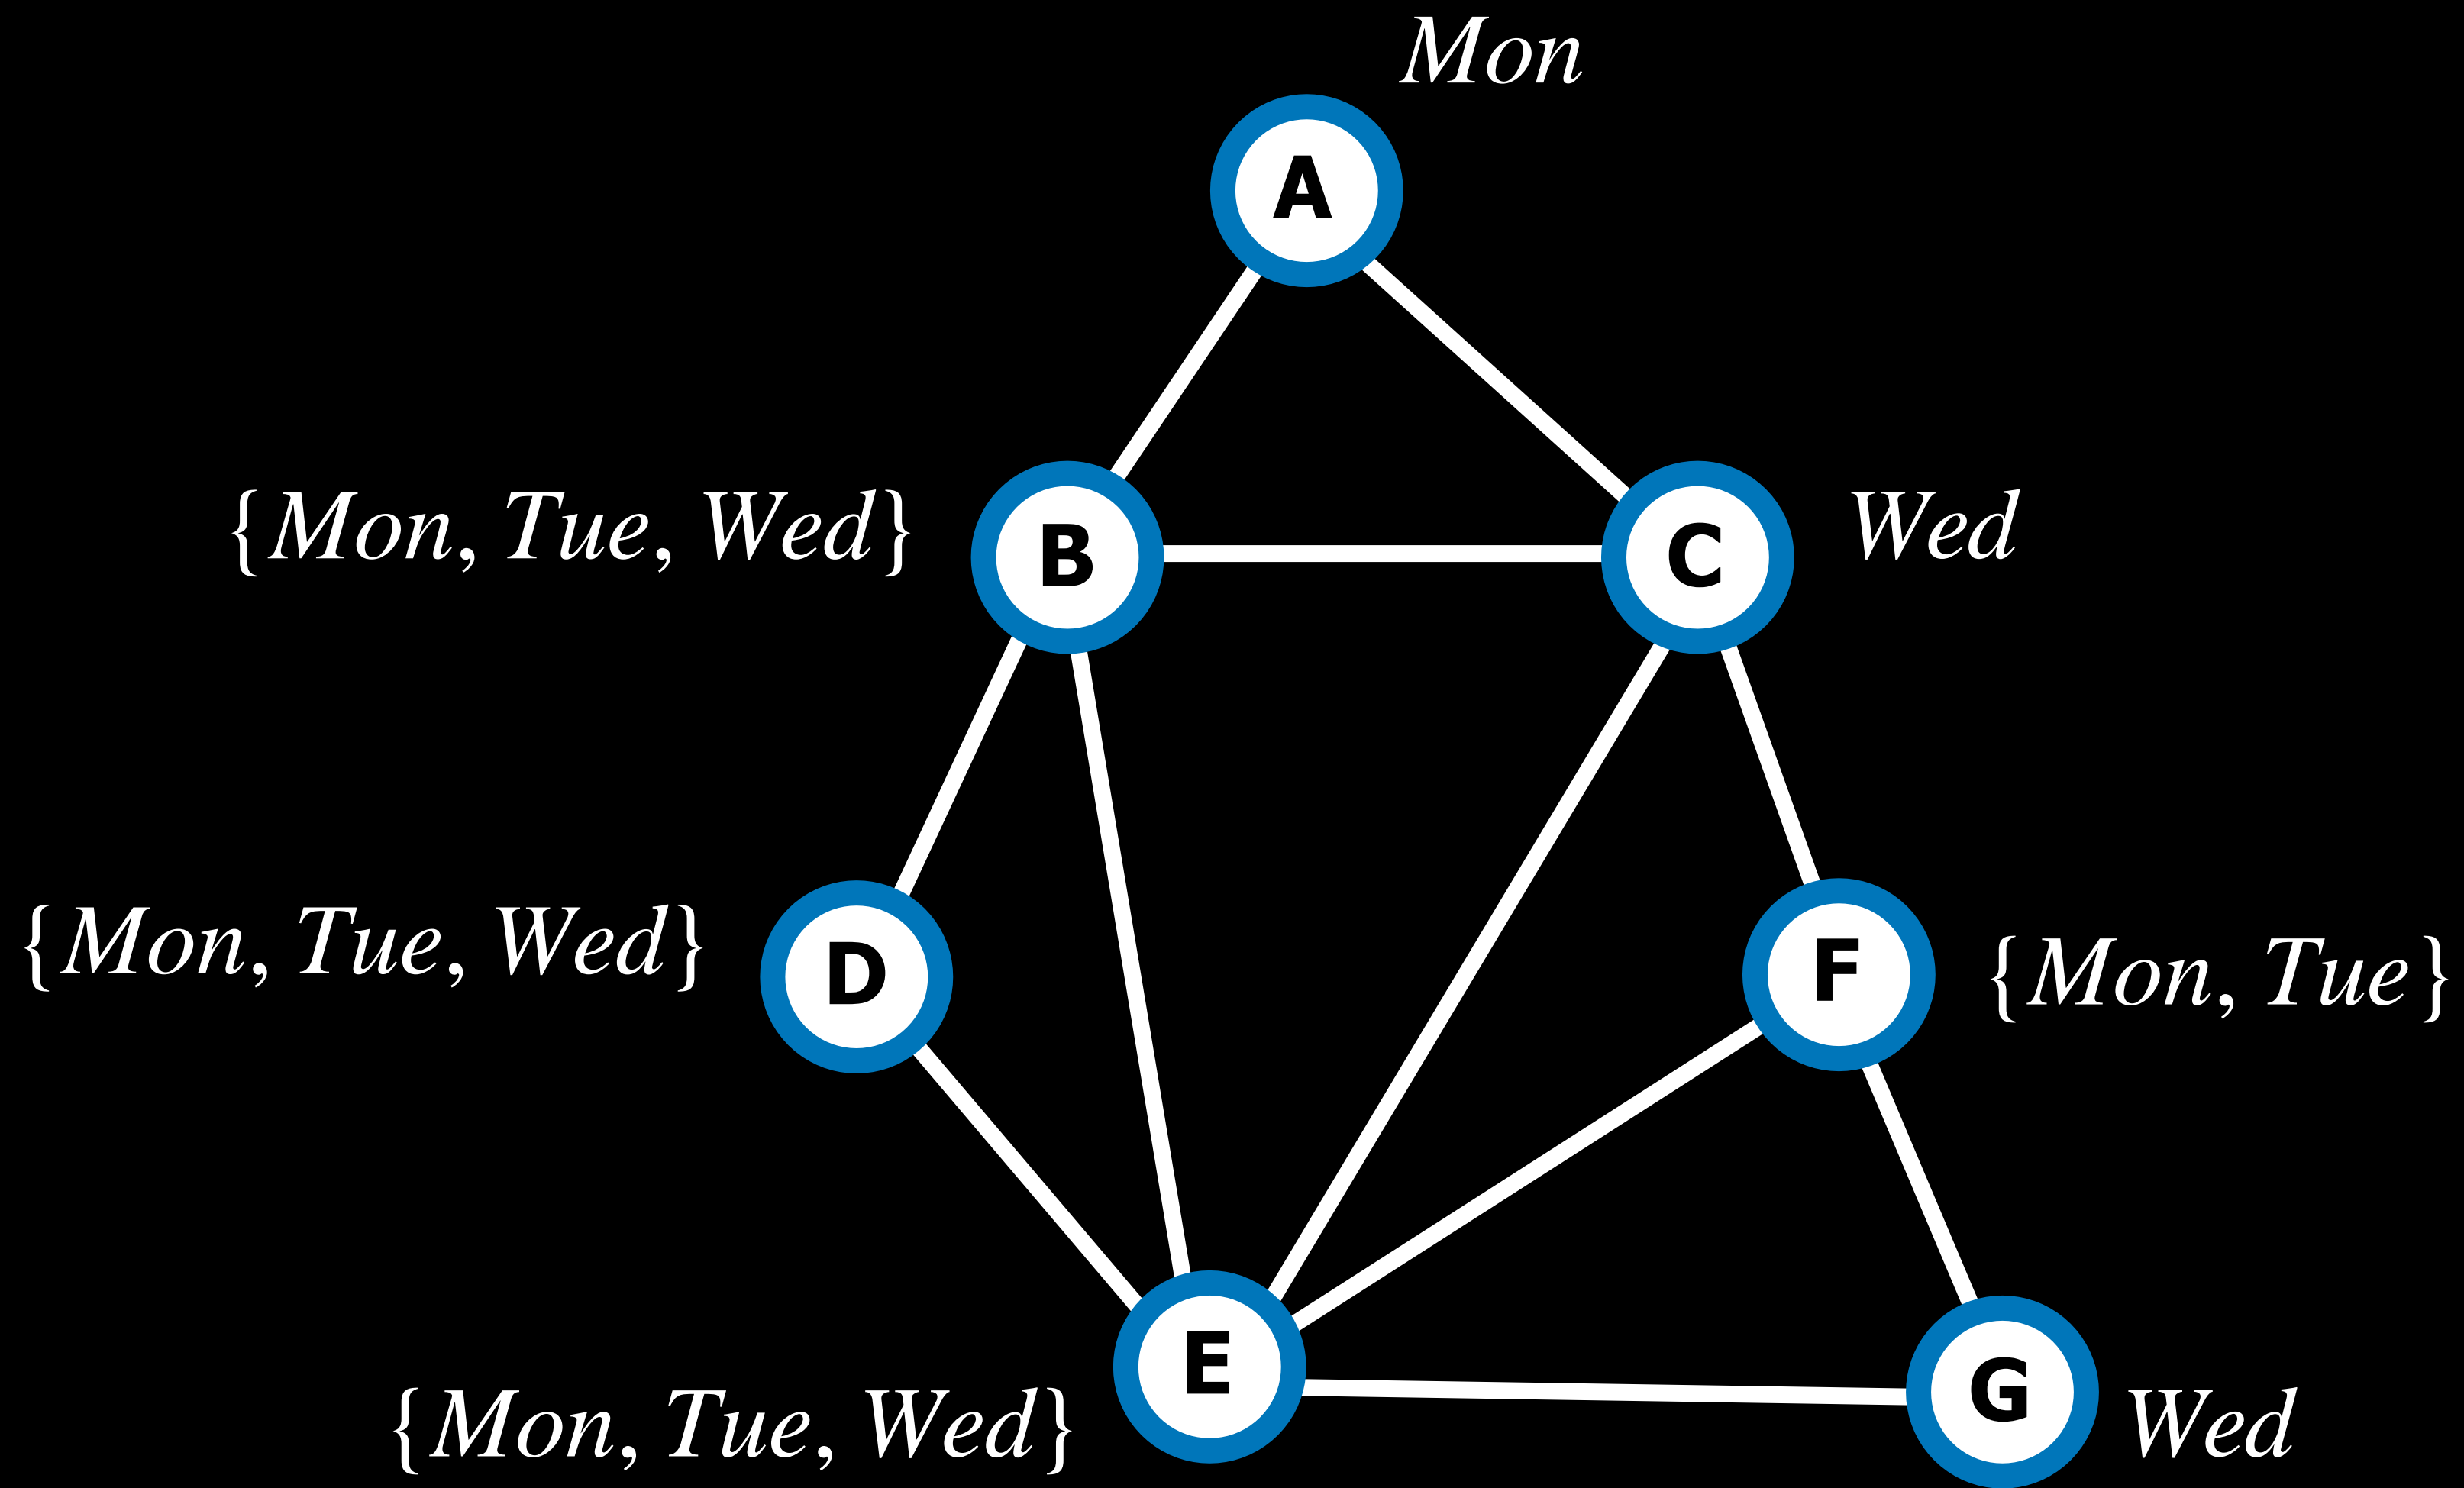 Mon
A
{Mon, Tue, Wed}
B
C
Wed
{Mon, Tue, Wed}
D
F
{Mon, Tue}
E
{Mon, Tue, Wed}
G
Wed